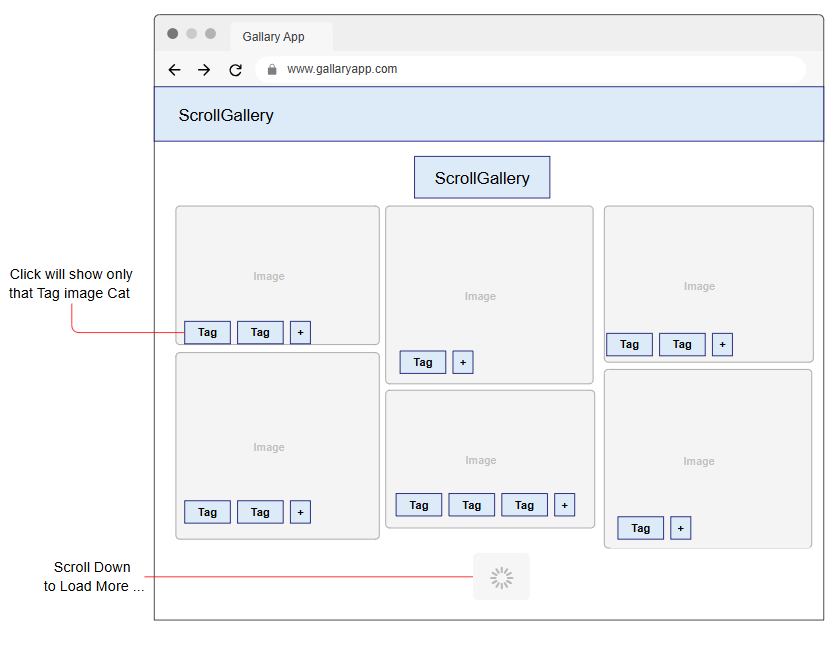 Gallary App
www.gallaryapp.com
ScrollGallery
ScrollGallery
Image
Tag Tag +
Image
Tag +
Image
Tag Tag +
Click will show only
that Tag image Cat
Image
Tag Tag +
Image
Tag Tag Tag +
Image
Tag +
Scroll Down
to Load More ...